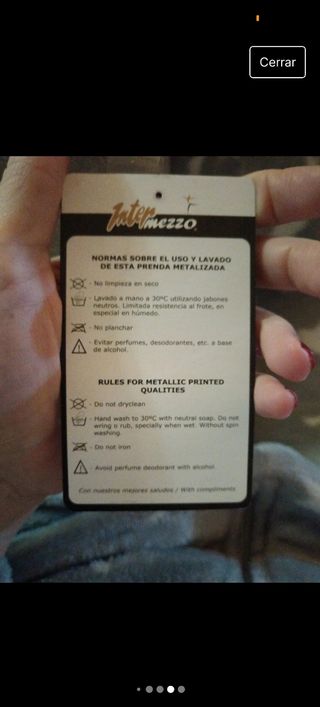 Cerrar
Inter
mezzo
NORMAS SOBRE EL USO Y LAVADO
DE ESTA PRENDA METALIZADA
- No limpieza en seco
- Lavado a mano a 30ºC utilizando jabones
neutros. Limitada resistencia al frote, en
especial en húmedo.
- No planchar
- Evitar perfumes, desodorantes, etc. a base
de alcohol.
RULES FOR METALLIC PRINTED
QUALITIES
- Do not dryclean
- Hand wash to 30ºC with neutral soap. Do not
wring o rub, specially when wet. Without spin
washing.
- Do not iron
- Avoid perfume deodorant with alcohol.
Con nuestros mejores saludos / With compliments